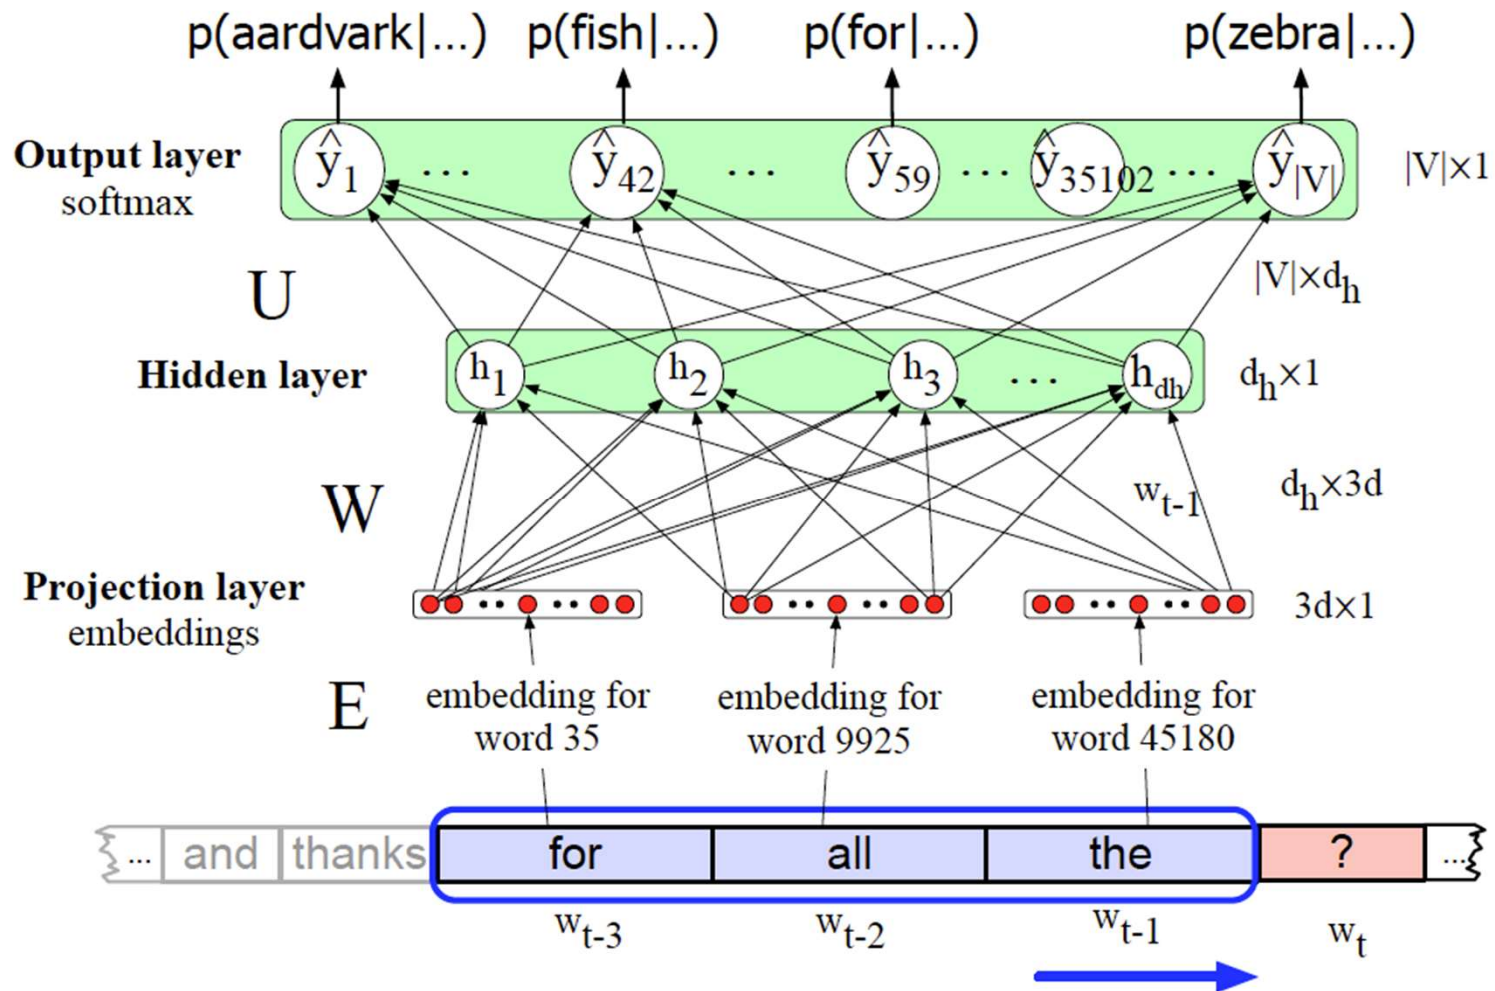 p(aardvark|...) p(fish|...) p(for|...) p(zebra|...)
Output layer
softmax
ŷ1 ... ŷ42 ... ŷ59 ... ŷ35102 ... ŷ|V|
|V|×1
U
|V|×dh
Hidden layer
h1 h2 h3 ... hdh
dh×1
W
wt-1
dh×3d
Projection layer
embeddings
3d×1
E
embedding for
word 35
embedding for
word 9925
embedding for
word 45180
... and thanks for all the ? ...
wt-3 wt-2 wt-1 wt